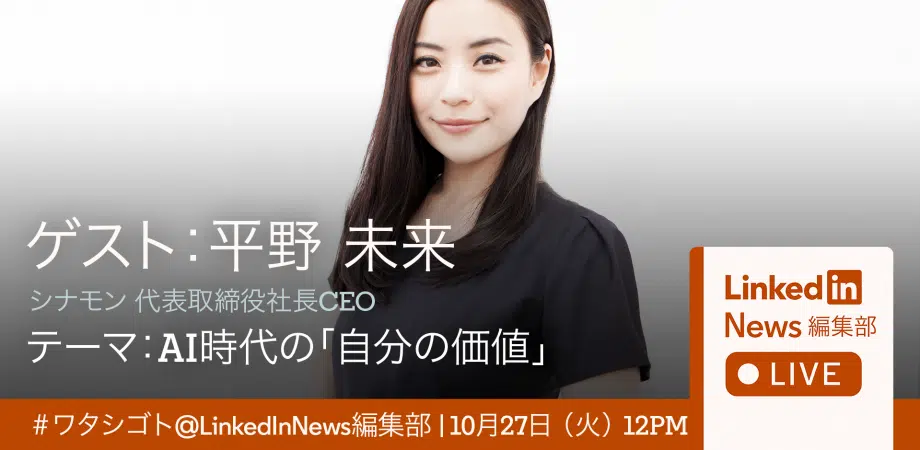 ゲスト：平野 未来
シナモン 代表取締役社長CEO
テーマ：AI時代の「自分の価値」
#ワタシゴト@LinkedInNews編集部 | 10月27日（火）12PM
Linked in
News 編集部
LIVE